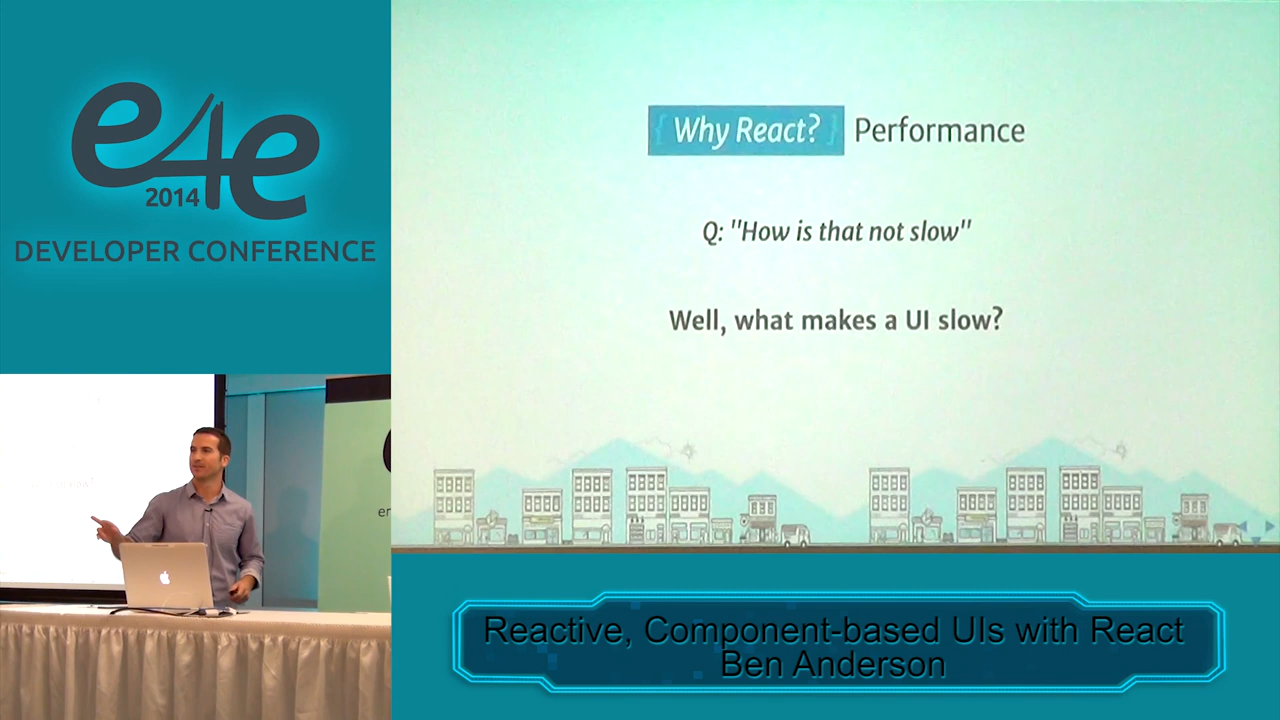 e4e
2014
DEVELOPER CONFERENCE
{ Why React? } Performance
Q: "How is that not slow"
Well, what makes a UI slow?
er
Reactive, Component-based UIs with React
Ben Anderson